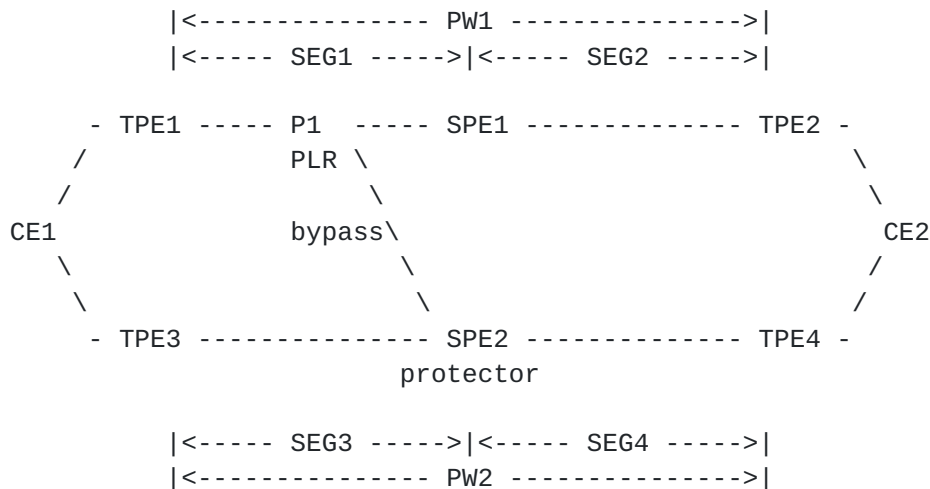 |<--------------- PW1 --------------->|
|<----- SEG1 ----->|<----- SEG2 ----->|
- TPE1 ----- P1 ----- SPE1 -------------- TPE2 -
/ PLR \ \
/ \ \
CE1 bypass\ CE2
\ \ /
\ \ /
- TPE3 --------------- SPE2 -------------- TPE4 -
protector
|<----- SEG3 ----->|<----- SEG4 ----->|
|<--------------- PW2 --------------->|